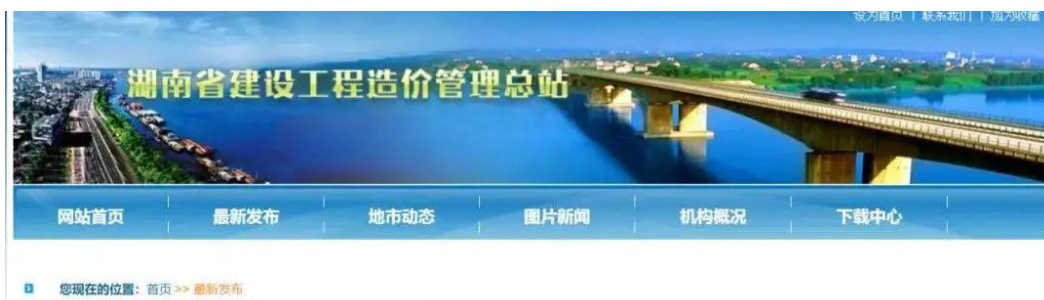 设为首页 | 联系我们 | 加为收藏
湖南省建设工程造价管理总站
网站首页 最新发布 地市动态 图片新闻 机构概况 下载中心
您现在的位置：首页 >> 最新发布